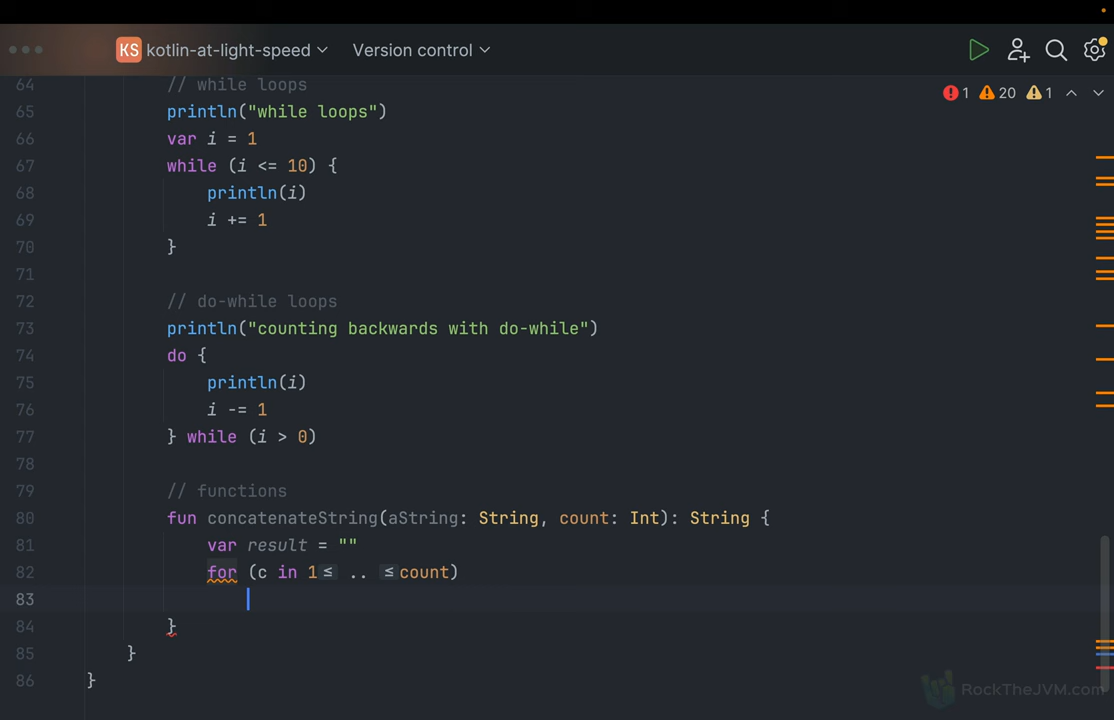 KS kotlin-at-light-speed Version control
1 20 1
64 // while loops
65 println("while loops")
66 var i = 1
67 while (i <= 10) {
68 println(i)
69 i += 1
70 }
71
72 // do-while loops
73 println("counting backwards with do-while")
74 do {
75 println(i)
76 i -= 1
77 } while (i > 0)
78
79 // functions
80 fun concatenateString(aString: String, count: Int): String {
81 var result = ""
82 for (c in 1≤ .. ≤count)
83
84 }
85 }
86 }
RockTheJVM.com